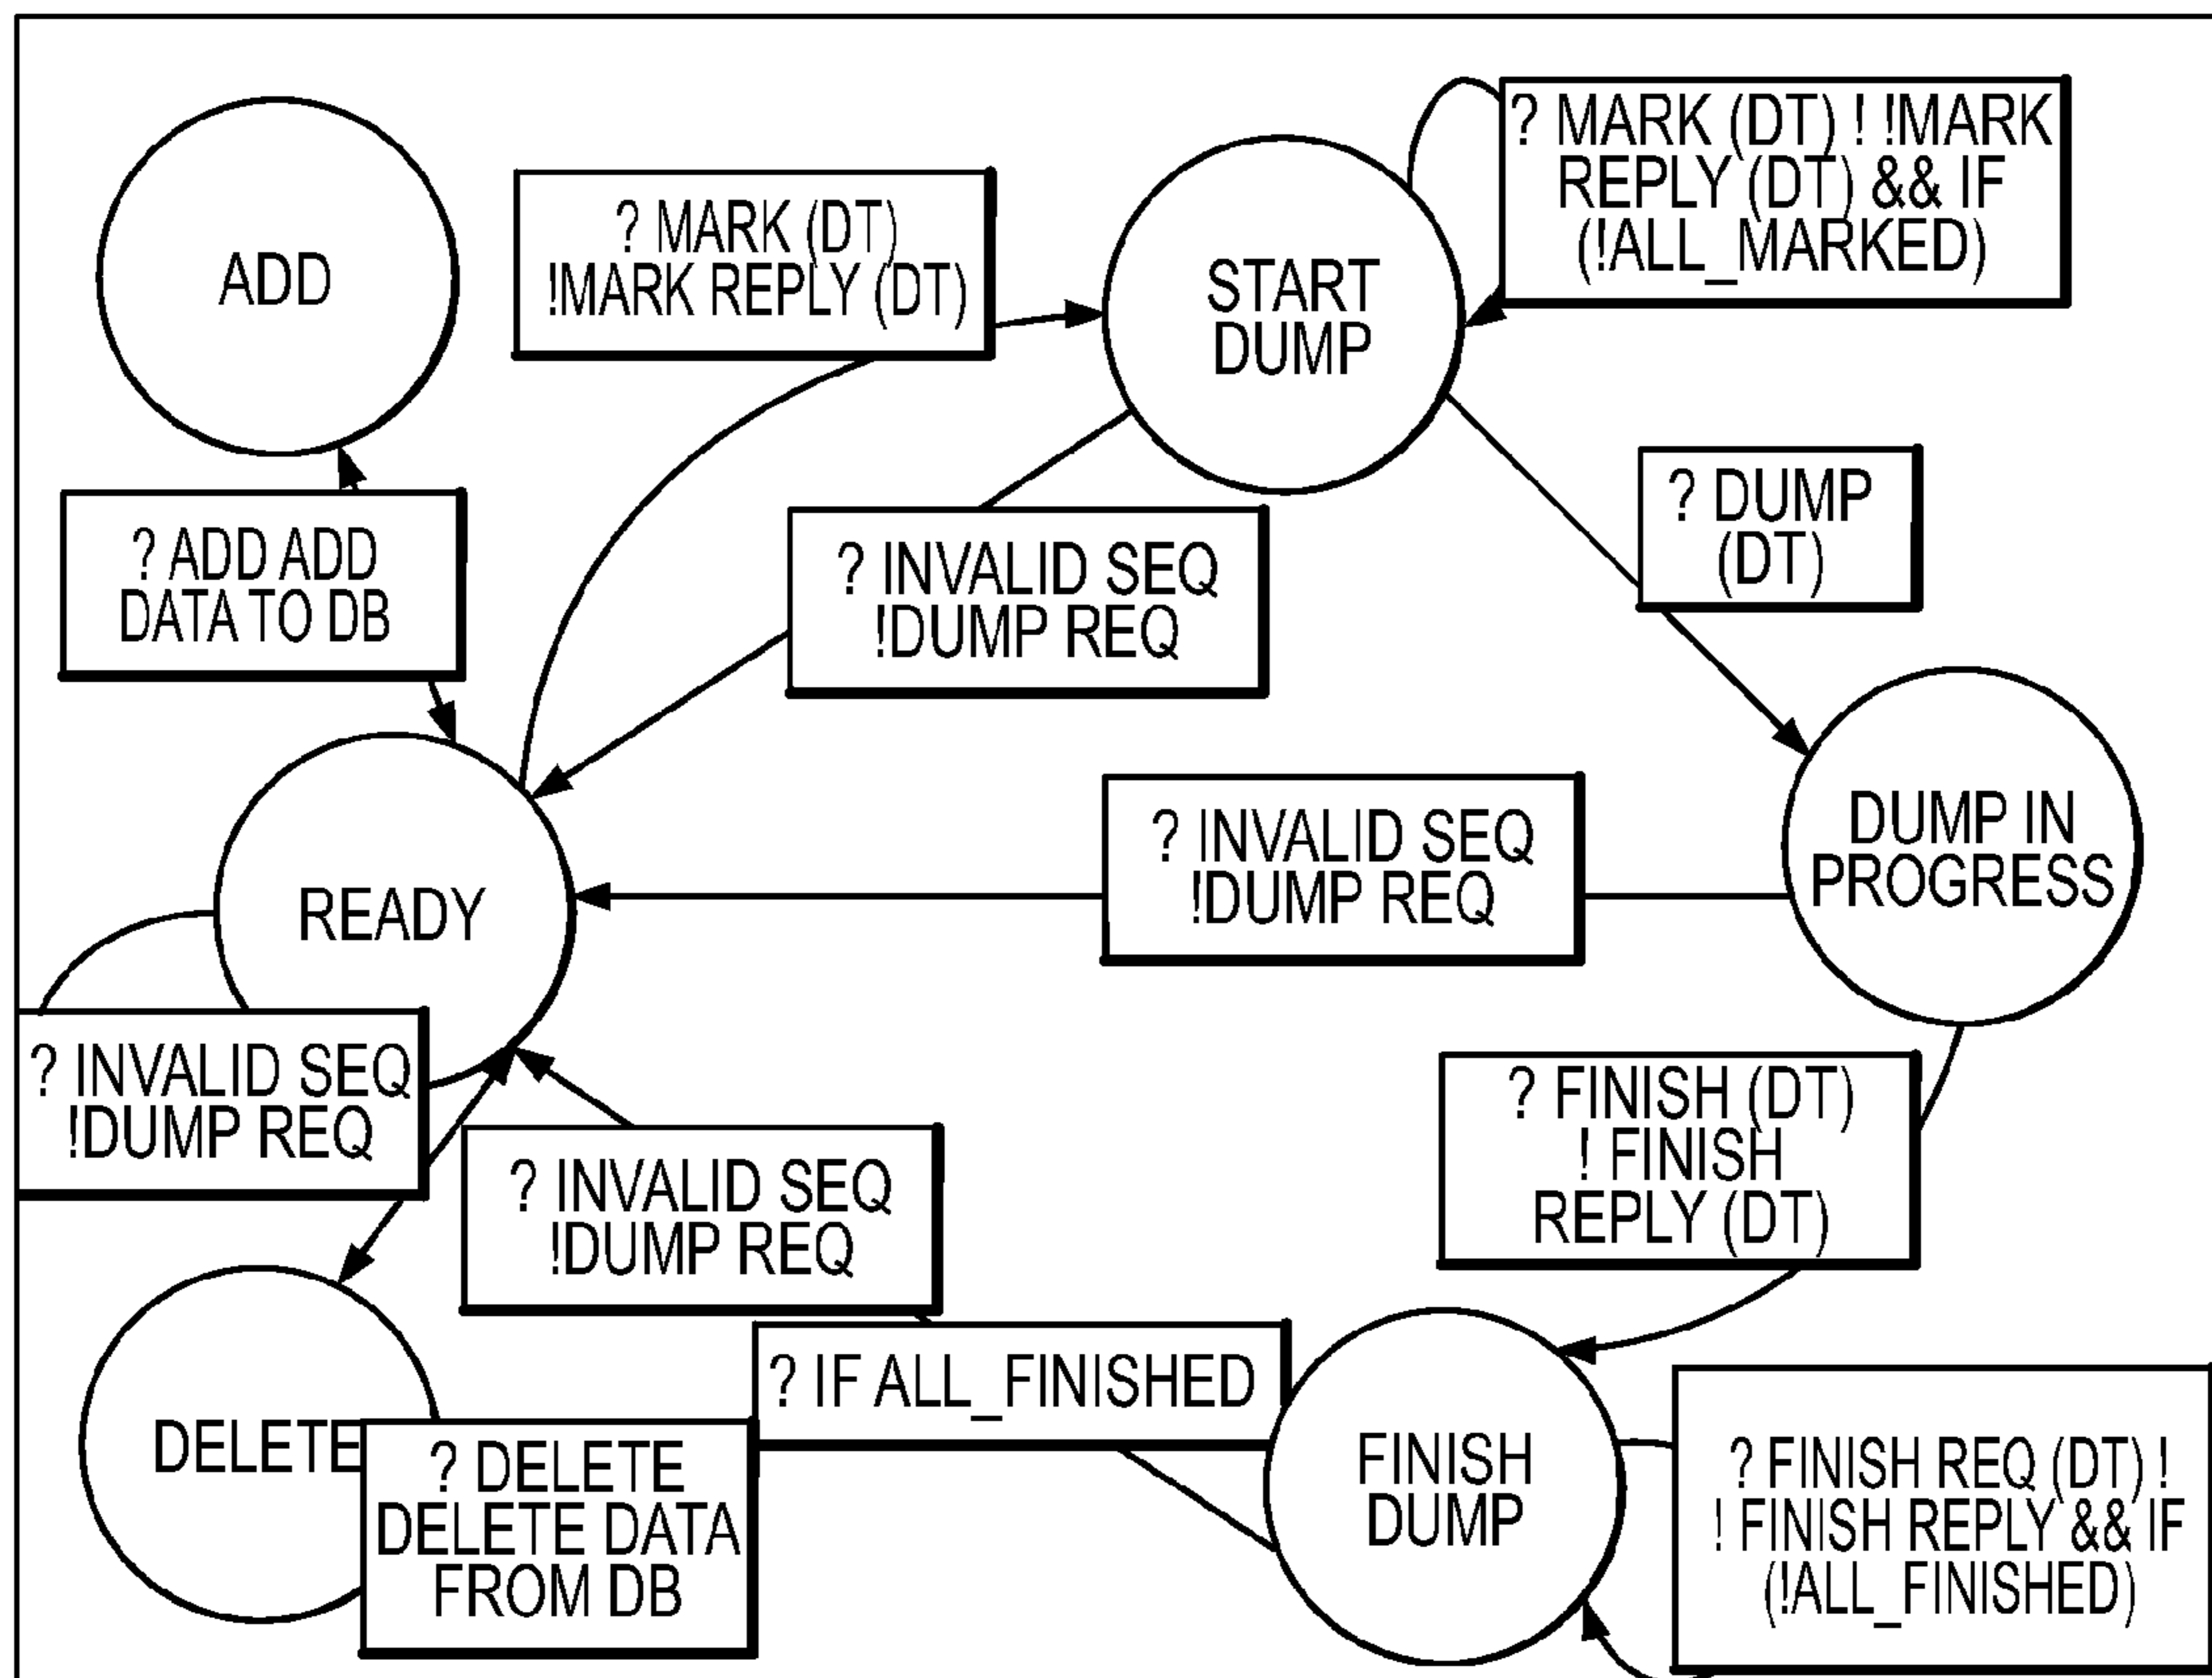 ADD
? MARK (DT)
!MARK REPLY (DT)
START
DUMP
? MARK (DT) ! !MARK
REPLY (DT) && IF
(!ALL_MARKED)
? ADD ADD
DATA TO DB
? INVALID SEQ
!DUMP REQ
? DUMP
(DT)
READY
? INVALID SEQ
!DUMP REQ
DUMP IN
PROGRESS
? INVALID SEQ
!DUMP REQ
? INVALID SEQ
!DUMP REQ
? FINISH (DT)
! FINISH
REPLY (DT)
DELETE
? DELETE
DELETE DATA
FROM DB
? IF ALL_FINISHED
FINISH
DUMP
? FINISH REQ (DT) !
! FINISH REPLY && IF
(!ALL_FINISHED)